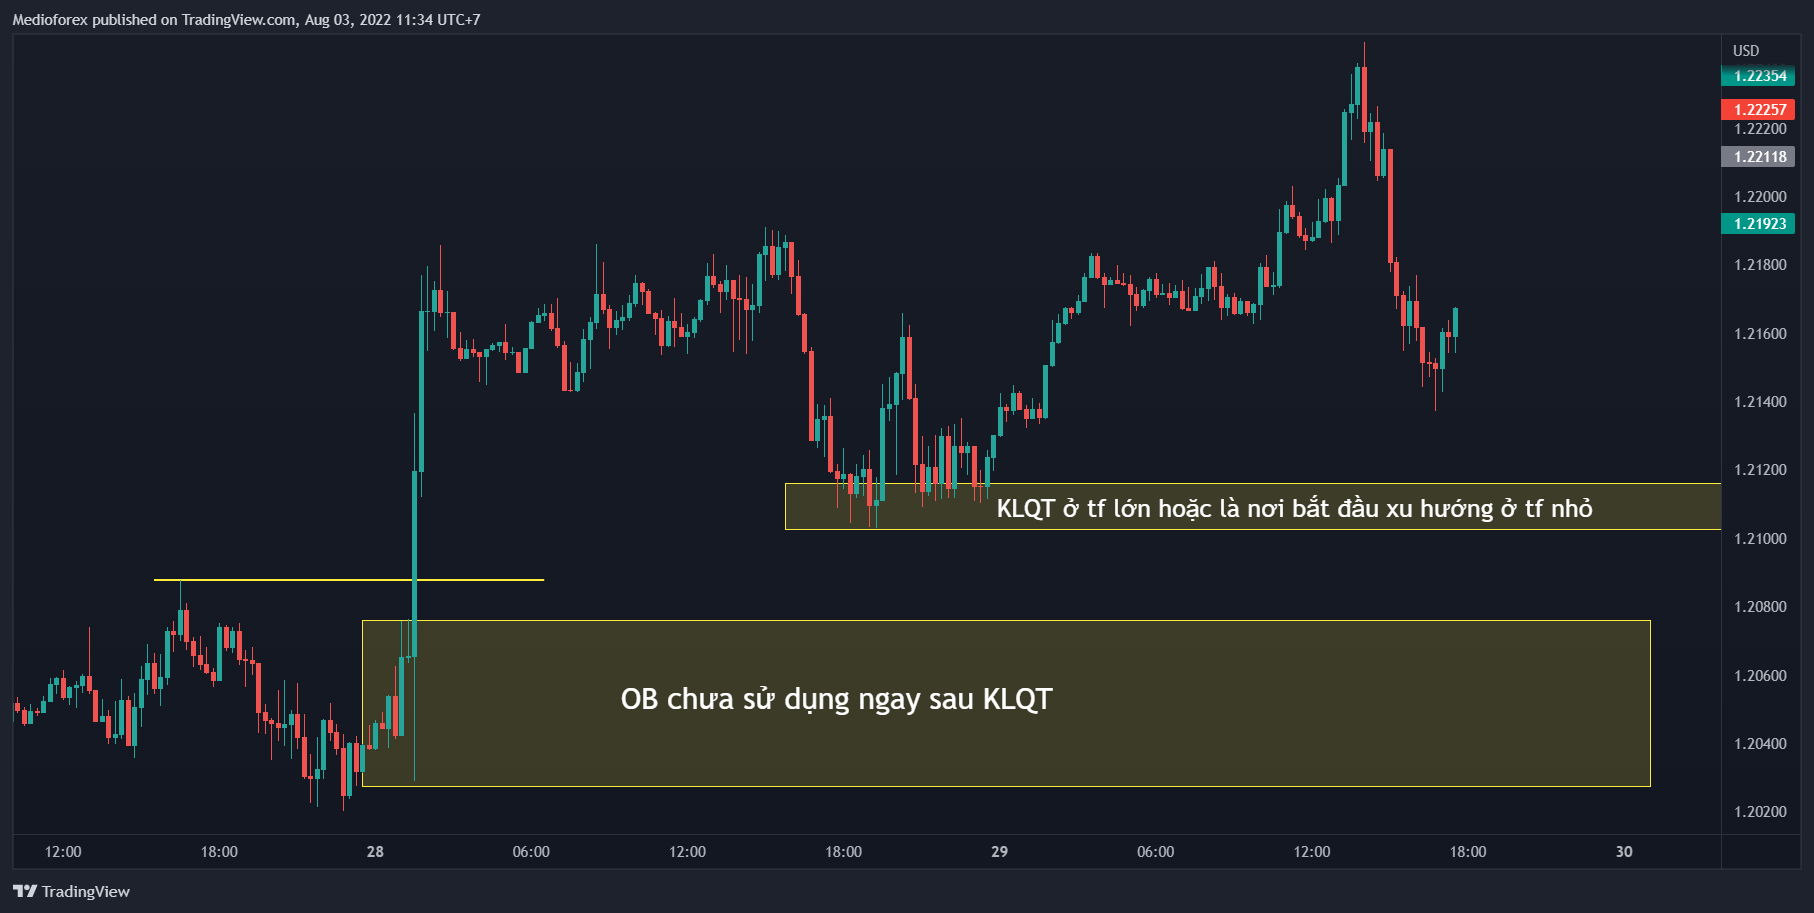 Medioforex published on TradingView.com, Aug 03, 2022 11:34 UTC+7
USD
1.22354
1.22257
1.22200
1.22118
1.22000
1.21923
1.21800
1.21600
1.21400
1.21200
KLQT ở tf lớn hoặc là nơi bắt đầu xu hướng ở tf nhỏ
1.21000
1.20800
1.20600
OB chưa sử dụng ngay sau KLQT
1.20400
1.20200
12:00 18:00 28 06:00 12:00 18:00 29 06:00 12:00 18:00 30
TradingView